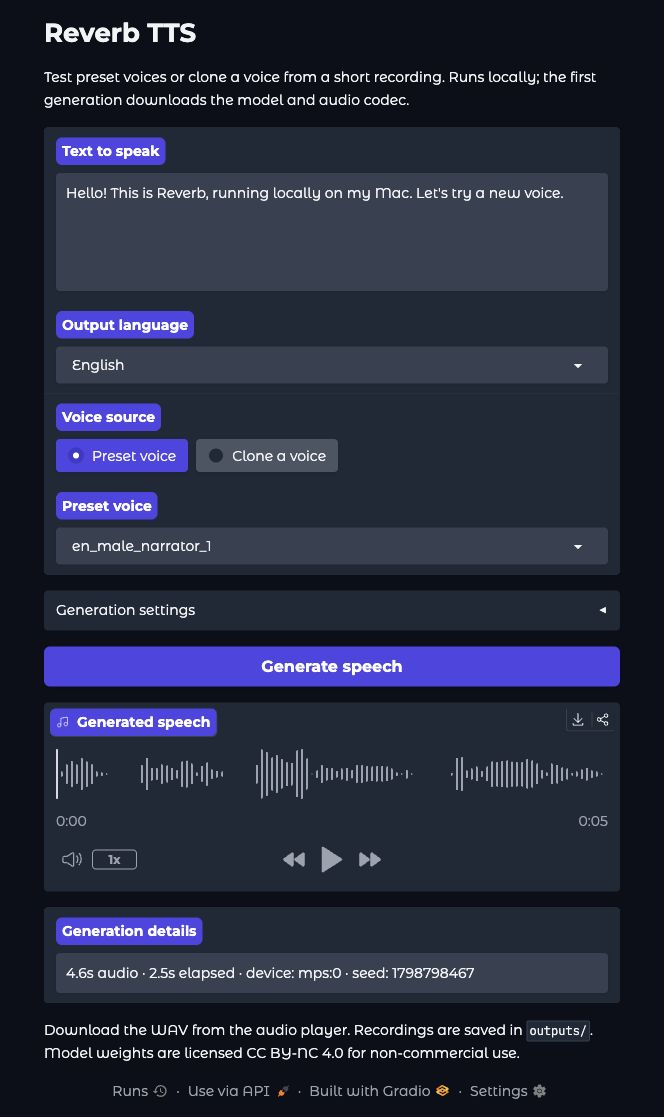 Reverb TTS
Test preset voices or clone a voice from a short recording. Runs locally; the first
generation downloads the model and audio codec.
Text to speak
Hello! This is Reverb, running locally on my Mac. Let's try a new voice.
Output language
English
Voice source
Preset voice
Clone a voice
Preset voice
en_male_narrator_1
Generation settings
Generate speech
Generated speech
0:00
0:05
1x
Generation details
4.6s audio · 2.5s elapsed · device: mps:0 · seed: 1798798467
Download the WAV from the audio player. Recordings are saved in outputs/.
Model weights are licensed CC BY-NC 4.0 for non-commercial use.
Runs · Use via API · Built with Gradio · Settings